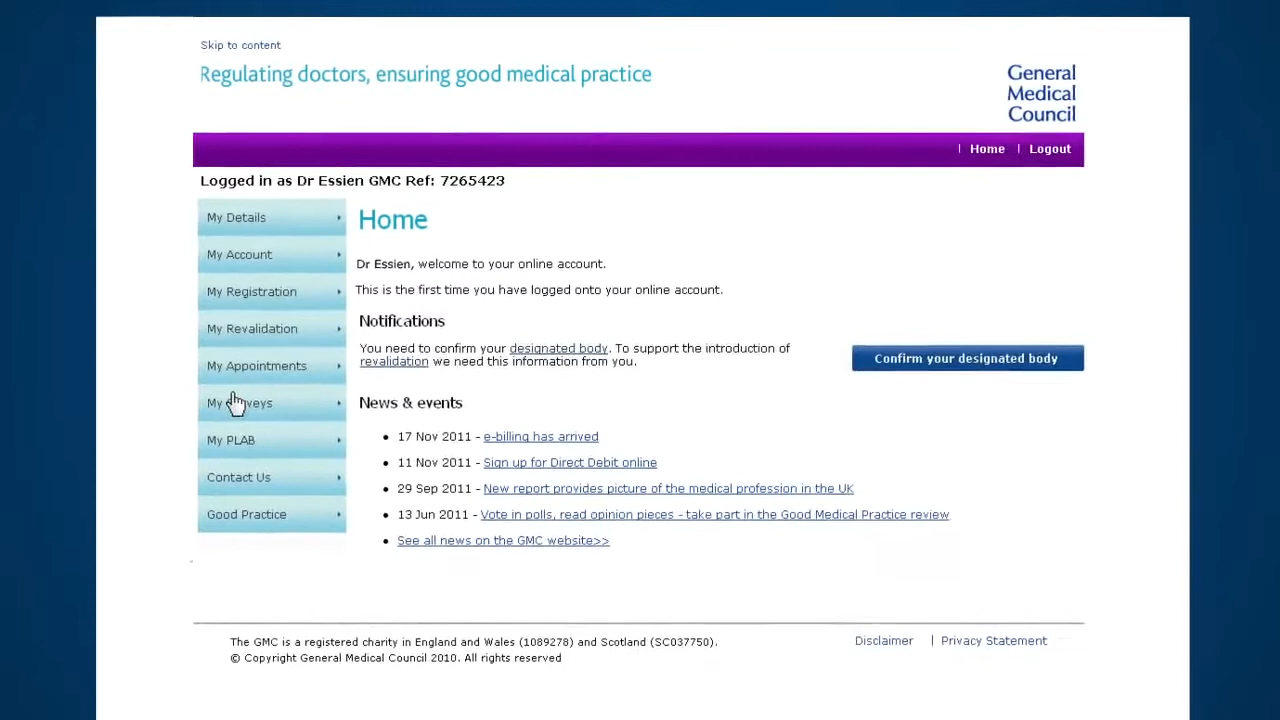 Skip to content
Regulating doctors, ensuring good medical practice
General
Medical
Council
Home
Logout
Logged in as Dr Essien GMC Ref: 7265423
My Details
My Account
My Registration
My Revalidation
My Appointments
My veys
My PLAB
Contact Us
Good Practice
Home
Dr Essien, welcome to your online account.
This is the first time you have logged onto your online account.
Notifications
You need to confirm your designated body. To support the introduction of
revalidation we need this information from you.
Confirm your designated body
News & events
17 Nov 2011 - e-billing has arrived
11 Nov 2011 - Sign up for Direct Debit online
29 Sep 2011 - New report provides picture of the medical profession in the UK
13 Jun 2011 - Vote in polls, read opinion pieces - take part in the Good Medical Practice review
See all news on the GMC website>>
The GMC is a registered charity in England and Wales (1089278) and Scotland (SC037750).
© Copyright General Medical Council 2010. All rights reserved
Disclaimer | Privacy Statement